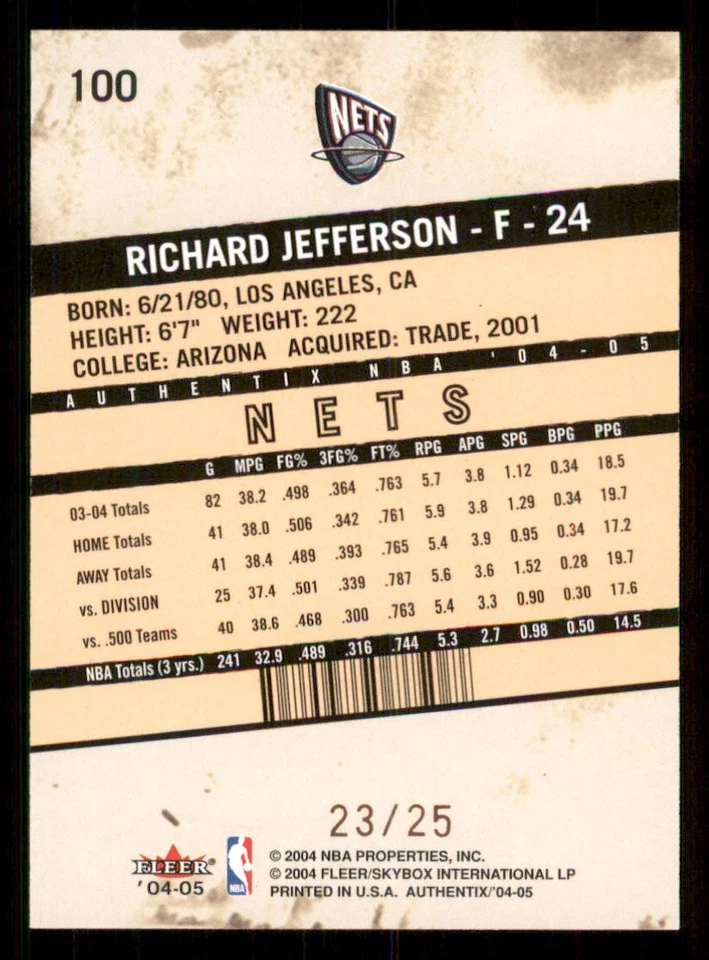 100
NETS
RICHARD JEFFERSON - F - 24
BORN: 6/21/80, LOS ANGELES, CA
HEIGHT: 6'7" WEIGHT: 222
COLLEGE: ARIZONA ACQUIRED: TRADE, 2001
AUTHENTIX NBA '04-05
NETS
G MPG FG% 3FG% FT% RPG APG SPG BPG PPG
03-04 Totals 82 38.2 .498 .364 .763 5.7 3.8 1.12 0.34 18.5
HOME Totals 41 38.0 .506 .342 .761 5.9 3.8 1.29 0.34 19.7
AWAY Totals 41 38.4 .489 .393 .765 5.4 3.9 0.95 0.34 17.2
vs. DIVISION 25 37.4 .501 .339 .787 5.6 3.6 1.52 0.28 19.7
vs. .500 Teams 40 38.6 .468 .300 .763 5.4 3.3 0.90 0.30 17.6
NBA Totals (3 yrs.) 241 32.9 .489 .316 .744 5.3 2.7 0.98 0.50 14.5
23/25
FLEER®
'04-05
NBA
© 2004 NBA PROPERTIES, INC.
© 2004 FLEER/SKYBOX INTERNATIONAL LP
PRINTED IN U.S.A. AUTHENTIX/'04-05